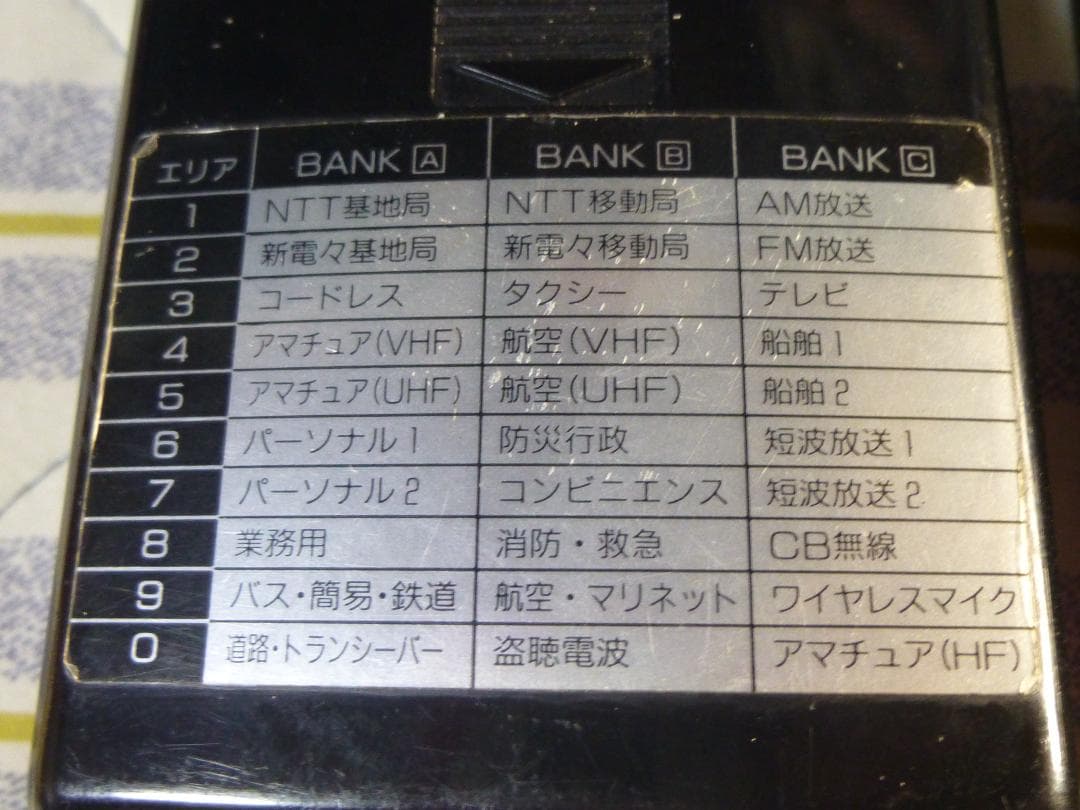 エリア BANK A BANK B BANK C
1 NTT基地局 NTT移動局 AM放送
2 新電々基地局 新電々移動局 FM放送
3 コードレス タクシー テレビ
4 アマチュア(VHF) 航空(VHF) 船舶1
5 アマチュア(UHF) 航空(UHF) 船舶2
6 パーソナル1 防災行政 短波放送1
7 パーソナル2 コンビニエンス 短波放送2
8 業務用 消防・救急 CB無線
9 バス・簡易・鉄道 航空・マリネット ワイヤレスマイク
0 道路・トランシーバー 盗聴電波 アマチュア(HF)